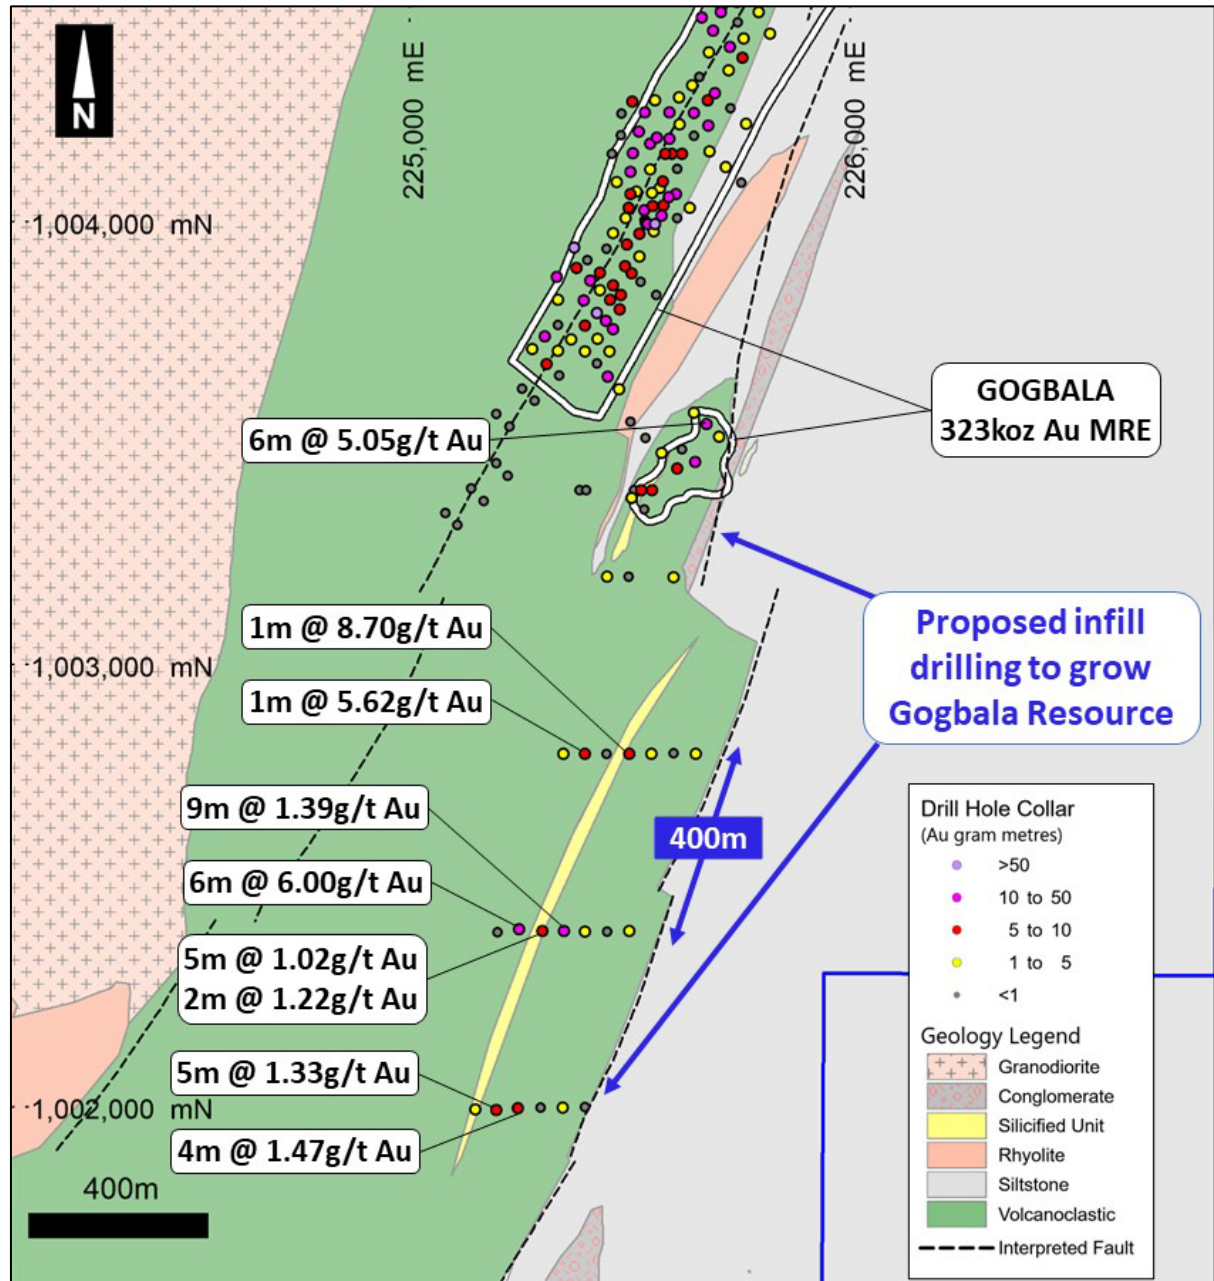 N
225,000 mE
226,000 mE
1,004,000 mN
GOGBALA
323koz Au MRE
6m @ 5.05g/t Au
1m @ 8.70g/t Au
Proposed infill
drilling to grow
Gogbala Resource
1,003,000 mN
1m @ 5.62g/t Au
9m @ 1.39g/t Au
400m
6m @ 6.00g/t Au
5m @ 1.02g/t Au
2m @ 1.22g/t Au
5m @ 1.33g/t Au
1,002,000 mN
4m @ 1.47g/t Au
400m
Drill Hole Collar
(Au gram metres)
>50
10 to 50
5 to 10
1 to 5
<1
Geology Legend
Granodiorite
Conglomerate
Silicified Unit
Rhyolite
Siltstone
Volcanoclastic
Interpreted Fault